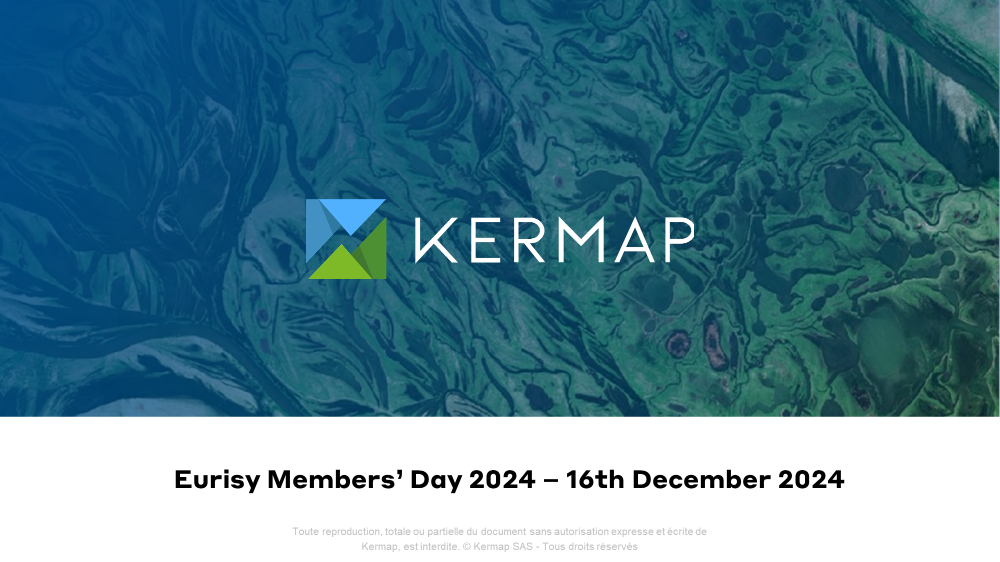 KERMAP
Eurisy Members’ Day 2024 – 16th December 2024
Toute reproduction, totale ou partielle du document sans autorisation expresse et écrite de
Kermap, est interdite. © Kermap SAS - Tous droits réservés